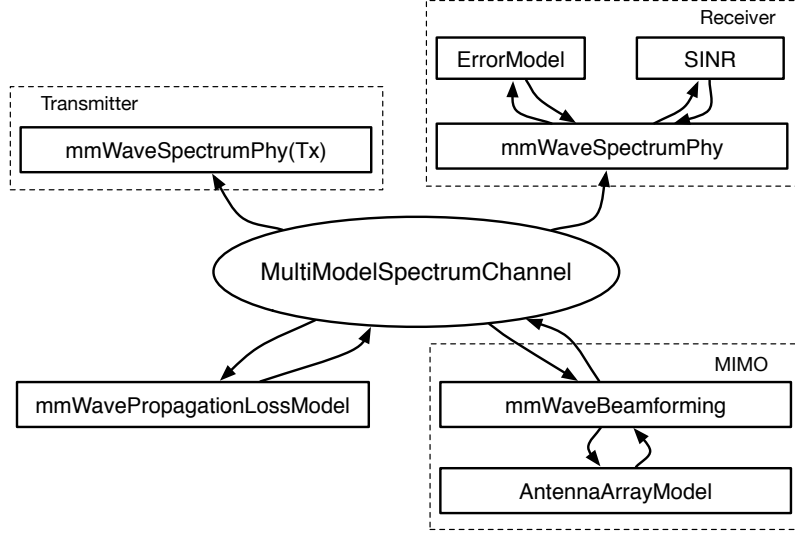 Receiver
ErrorModel
SINR
Transmitter
mmWaveSpectrumPhy(Tx)
mmWaveSpectrumPhy
MultiModelSpectrumChannel
MIMO
mmWavePropagationLossModel
mmWaveBeamforming
AntennaArrayModel